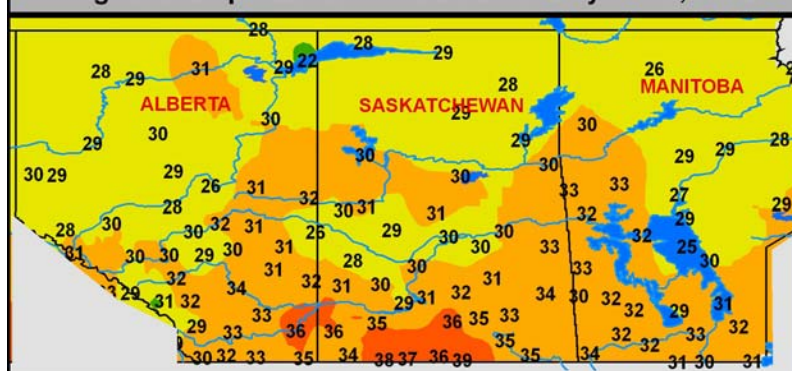 28
28 29 31 29 22 28 29 26
28 MANITOBA
ALBERTA SASKATCHEWAN
29
30 30 30
29 29 29 29 28
30 29 29 26 31 32 30 30 30 33 33 27
28 30 31 31 32 29 29
28 30 30 32 31 25 29 30 30 32 25
31 30 30 29 30 31 28 30 30 33 33 30
29 31 32 32 34 31 32 31 30 29 31 32 31 34 30 32 32 29 31
29 33 33 36 36 35 36 35 33 32 33 32
30 32 33 35 34 38 37 36 39 35 35 34 32 31 30 31